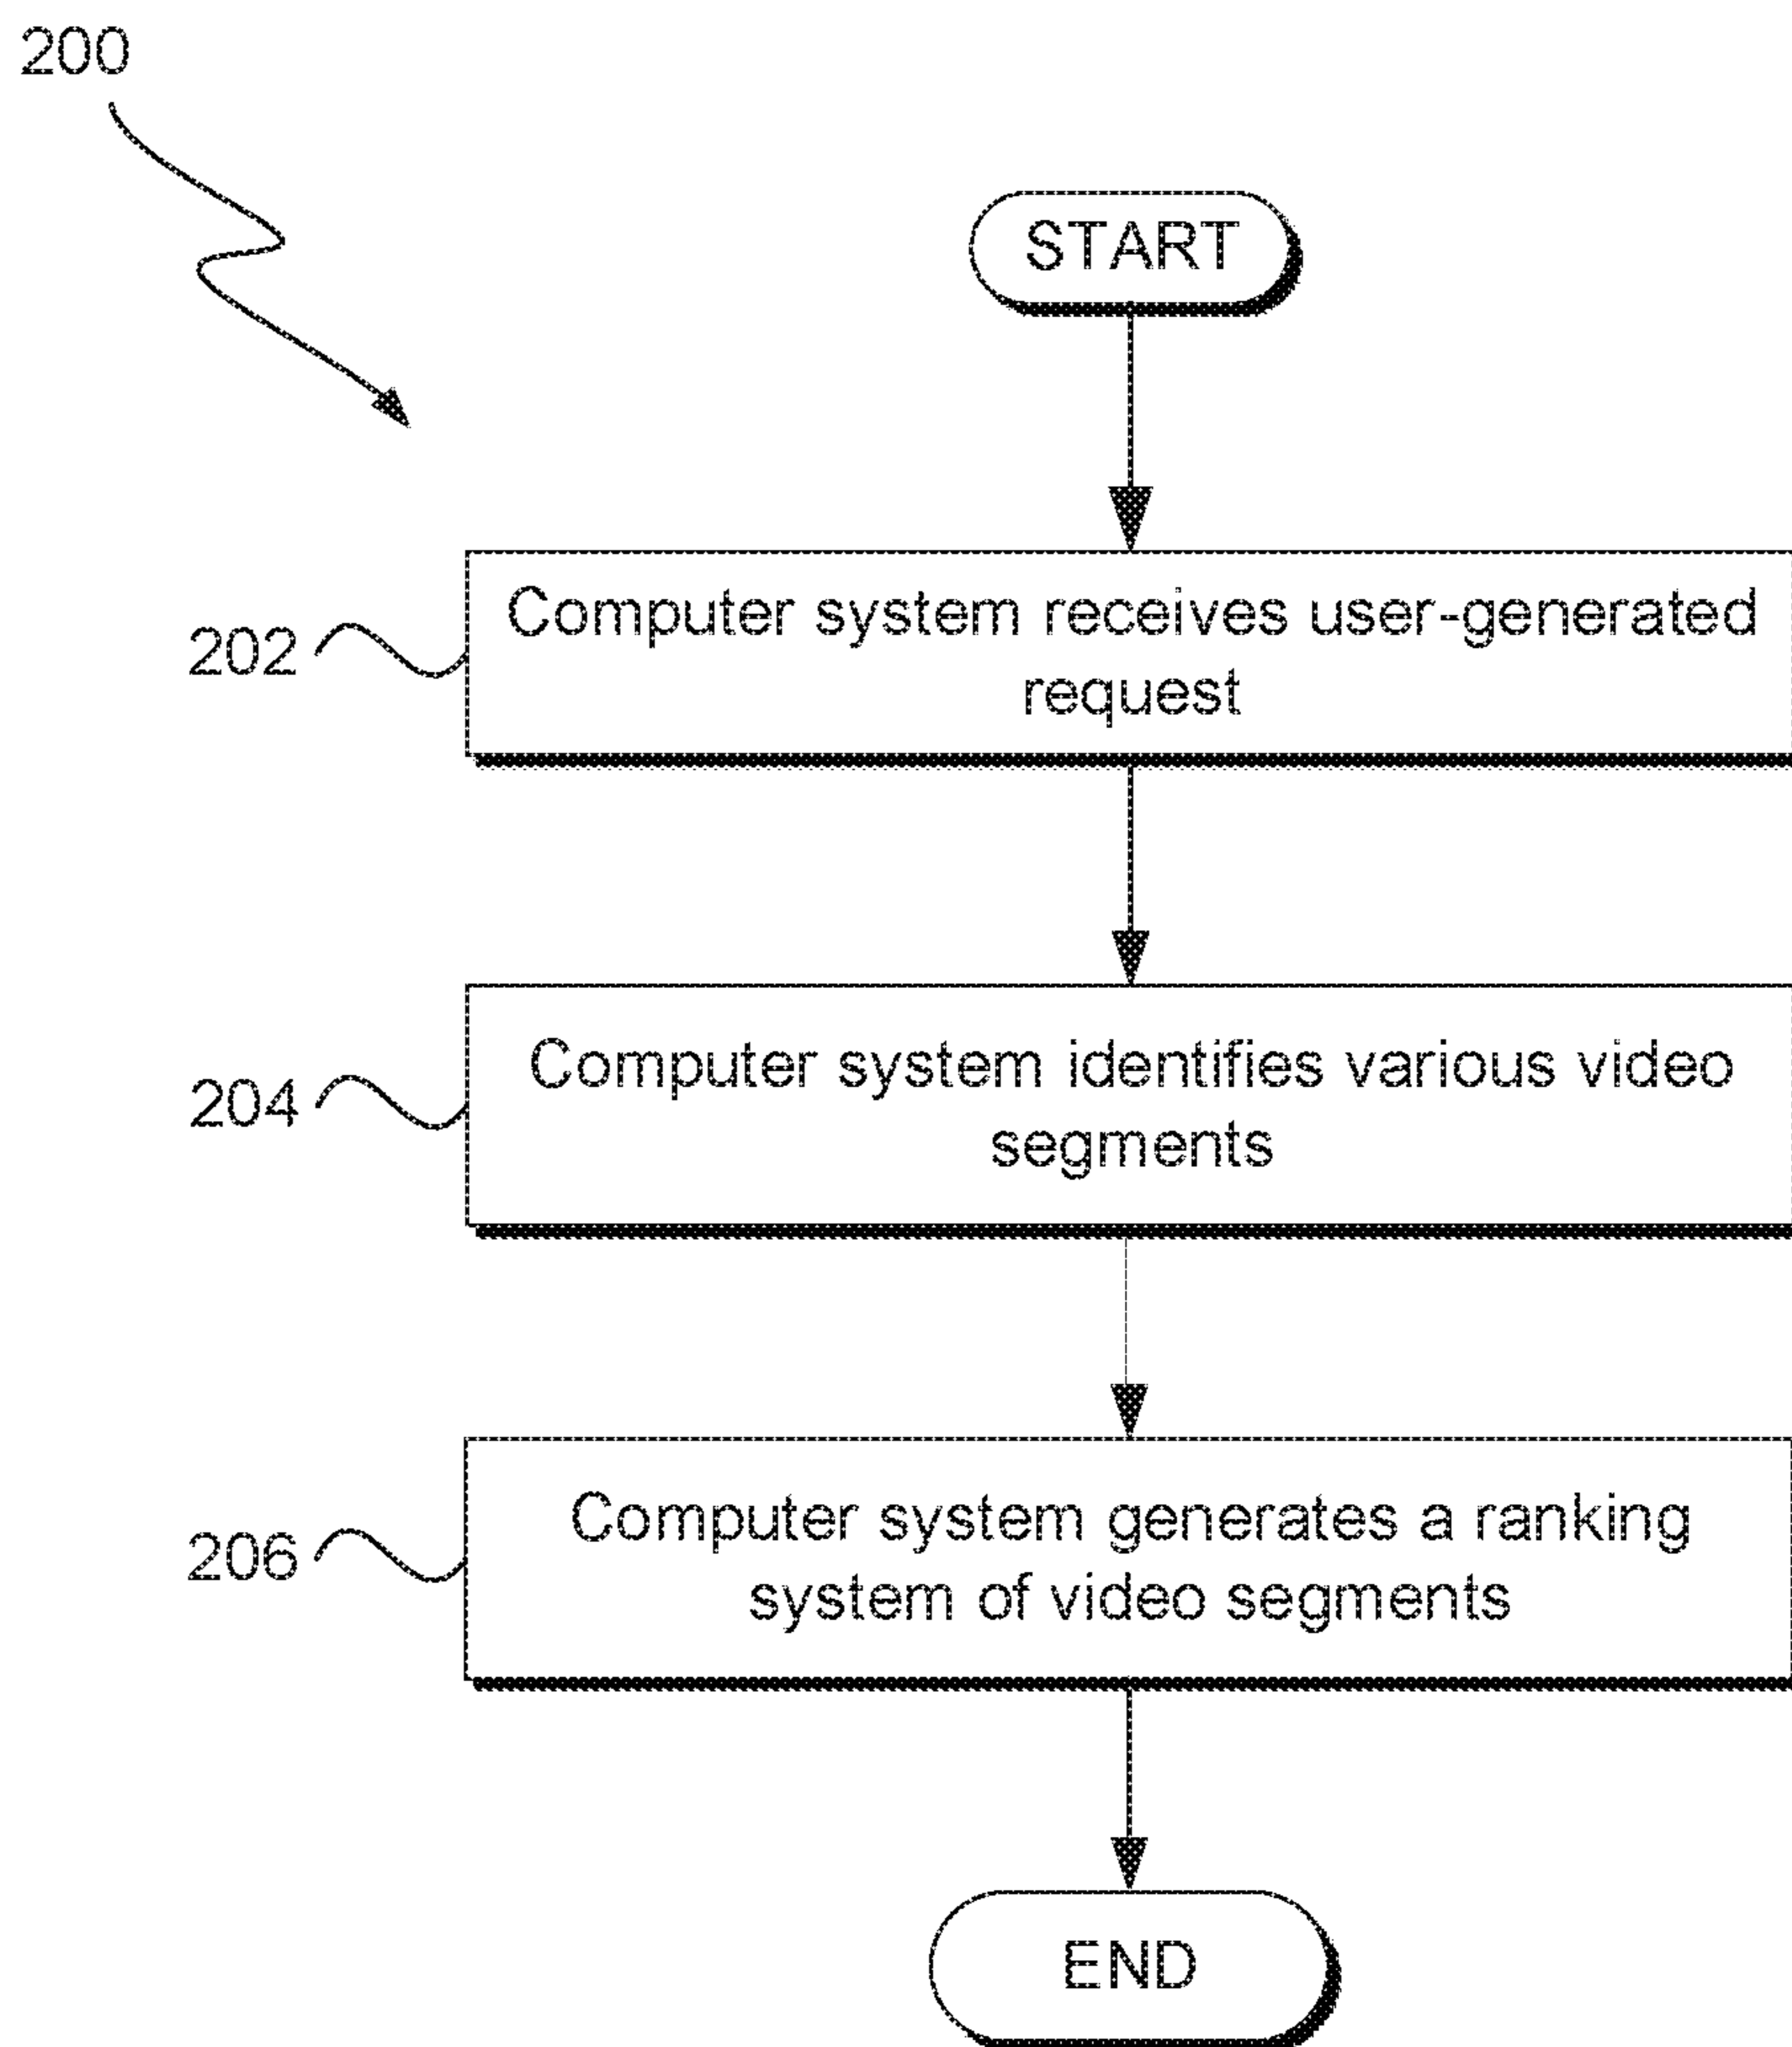 200
START
202
Computer system receives user-generated
request
204
Computer system identifies various video
segments
206
Computer system generates a ranking
system of video segments
END